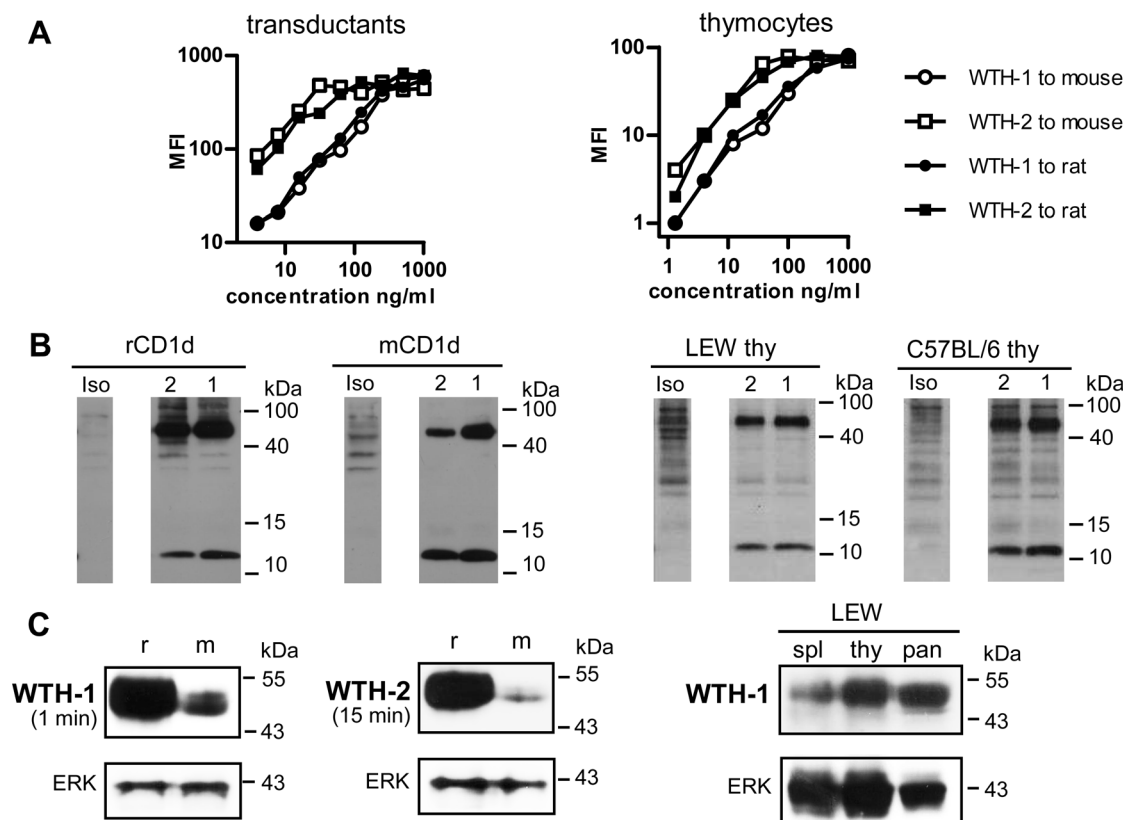 A
transductants
thymocytes
1000
100
10
MFI
10 100 1000
concentration ng/ml
100
10
1
MFI
1 10 100 1000
concentration ng/ml
WTH-1 to mouse
WTH-2 to mouse
WTH-1 to rat
WTH-2 to rat
B
rCD1d
Iso 2 1 kDa
100
40
15
10
mCD1d
Iso 2 1 kDa
100
40
15
10
LEW thy
Iso 2 1 kDa
100
40
15
10
C57BL/6 thy
Iso 2 1 kDa
100
40
15
10
C
r m kDa
WTH-1
(1 min)
55
43
ERK
43
r m kDa
WTH-2
(15 min)
55
43
ERK
43
LEW
spl thy pan kDa
WTH-1
55
43
ERK
43